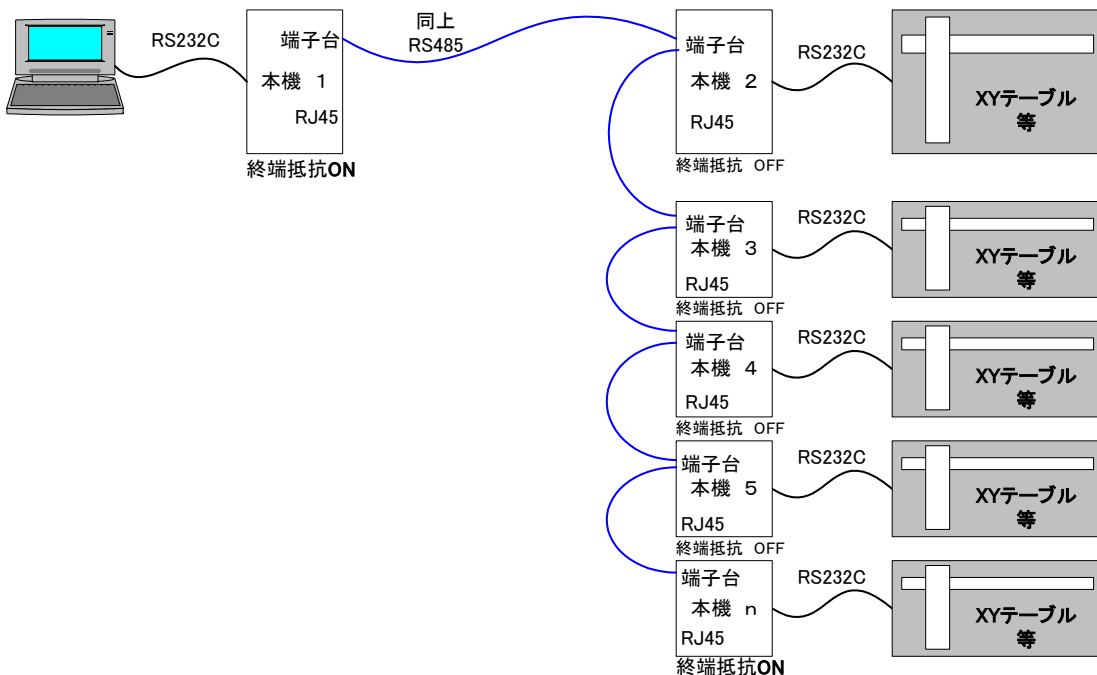 RS232C
端子台
本機 1
RJ45
終端抵抗ON
同上
RS485
端子台
本機 2
RJ45
終端抵抗 OFF
RS232C
XYテーブル
等
端子台
本機 3
RJ45
終端抵抗 OFF
RS232C
XYテーブル
等
端子台
本機 4
RJ45
終端抵抗 OFF
RS232C
XYテーブル
等
端子台
本機 5
RJ45
終端抵抗 OFF
RS232C
XYテーブル
等
端子台
本機 n
RJ45
終端抵抗ON
RS232C
XYテーブル
等